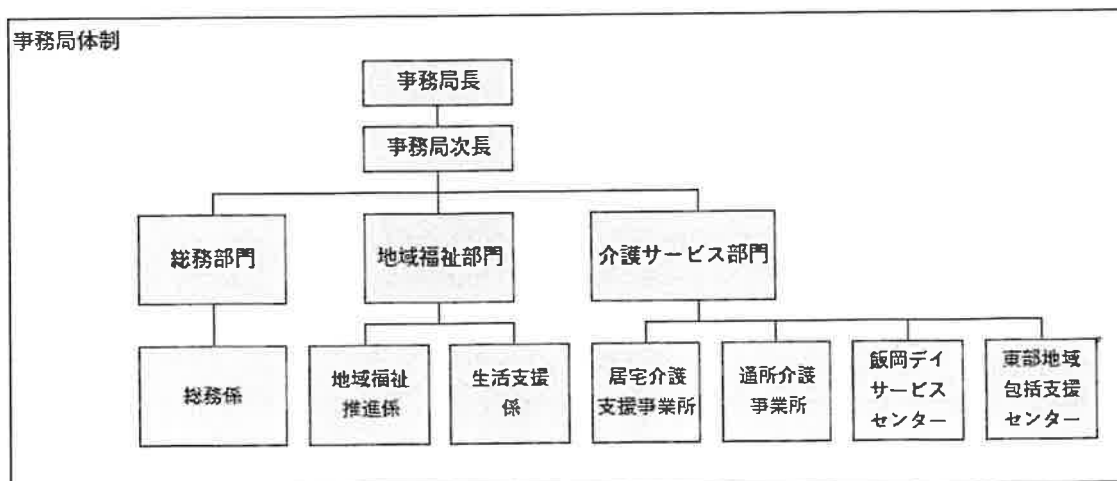 事務局体制
事務局長
事務局次長
総務部門
地域福祉部門
介護サービス部門
総務係
地域福祉
推進係
生活支援
係
居宅介護
支援事業所
通所介護
事業所
飯岡デイ
サービス
センター
東部地域
包括支援
センター